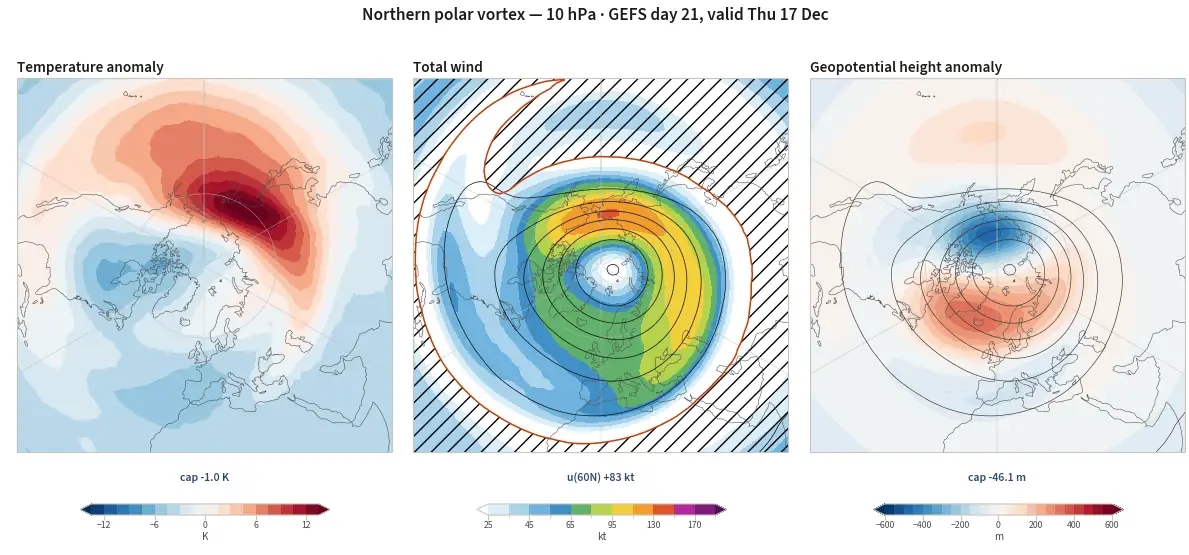 Northern polar vortex — 10 hPa · GEFS day 21, valid Thu 17 Dec
Temperature anomaly
Total wind
Geopotential height anomaly
cap -1.0 K
u(60N) +83 kt
cap -46.1 m
−12 -6 0 6 12
K
25 45 65 95 130 170
kt
−600 −400 −200 0 200 400 600
m